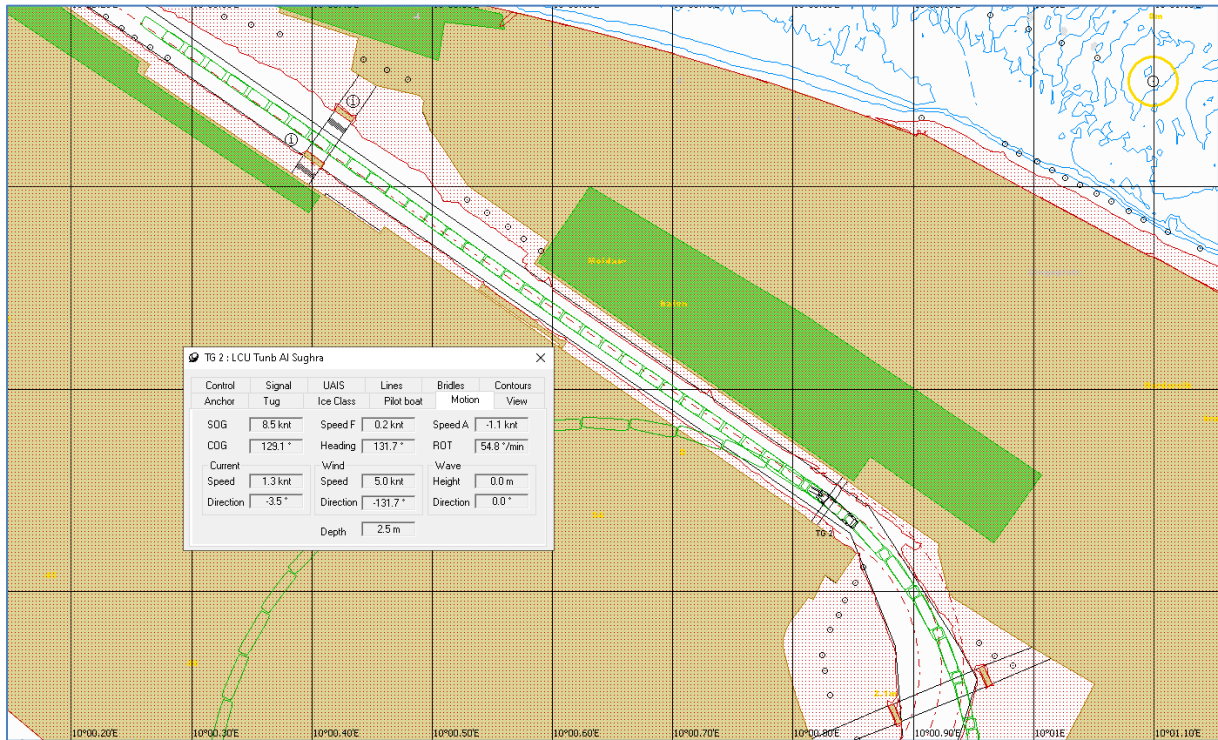 TG 2 : LCU Tunb Al Sughra
Control Signal UAIS Lines Bridles Contours
Anchor Tug Ice Class Pilot boat Motion View
SOG 8.5 knt Speed F 0.2 knt Speed A -1.1 knt
COG 129.1 ° Heading 131.7 ° ROT 54.8 °/min
Current Wind Wave
Speed 1.3 knt Speed 5.0 knt Height 0.0 m
Direction -3.5 ° Direction -131.7 ° Direction 0.0 °
Depth 2.5 m
TG 2
10°00.20'E 10°00.30'E 10°00.40'E 10°00.50'E 10°00.60'E 10°00.70'E 10°00.80'E 10°00.90'E 10°01'E 10°01.10'E